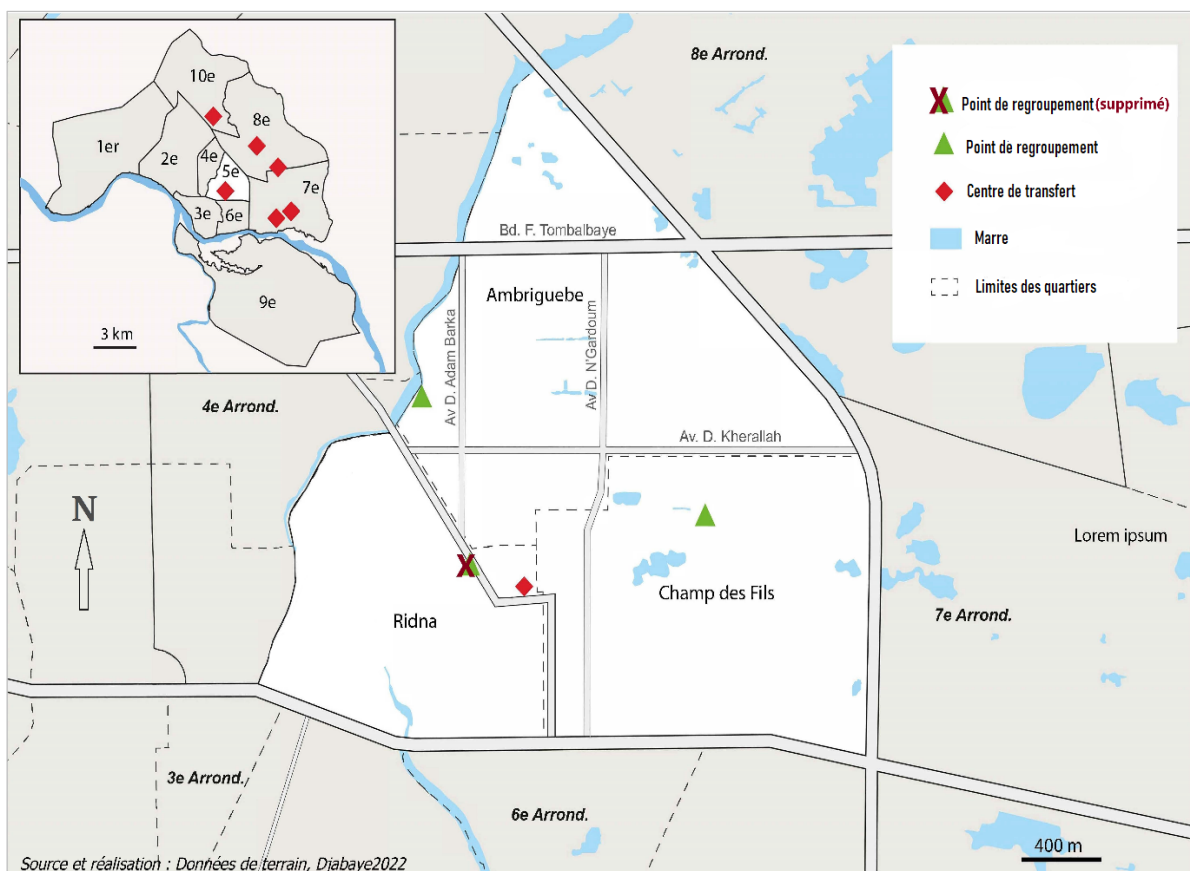 10e
8e
1er
2e
4e
5e
7e
3e
6e
9e
3 km
8e Arrond.
Point de regroupement (supprimé)
Point de regroupement
Centre de transfert
Marre
Limites des quartiers
Bd. F. Tombalbaye
Ambriguebe
Av D. Adam Barka
Av D. N'Gardoum
4e Arrond.
Av. D. Kherallah
N
Lorem ipsum
Champ des Fils
Ridna
7e Arrond.
3e Arrond.
6e Arrond.
400 m
Source et réalisation : Données de terrain, Djabaye2022